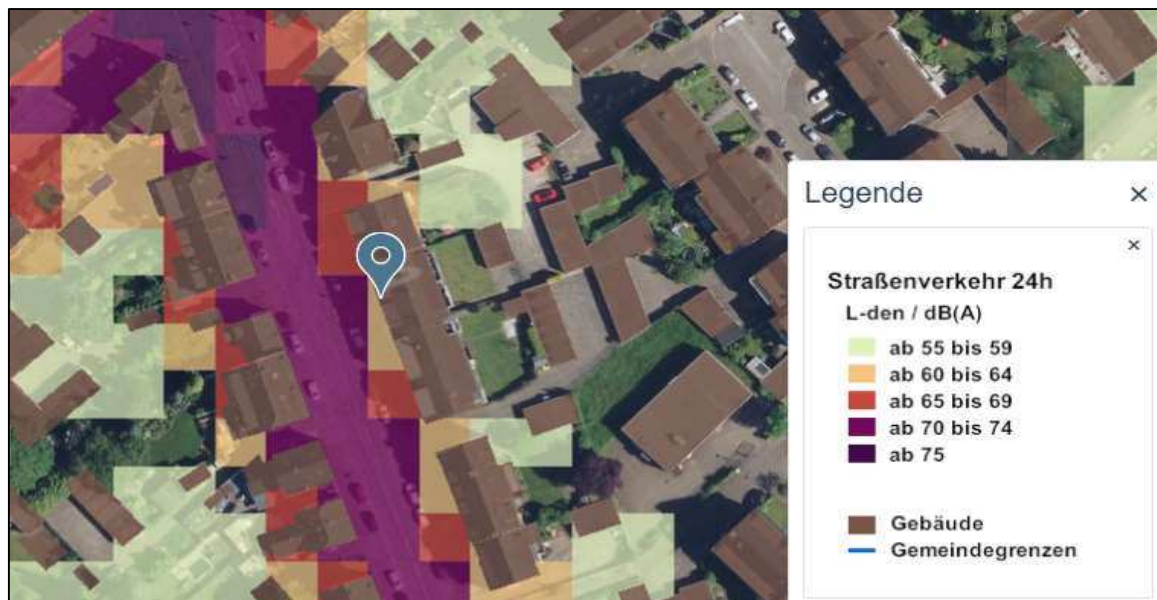 Legende ×
×
Straßenverkehr 24h
L-den / dB(A)
ab 55 bis 59
ab 60 bis 64
ab 65 bis 69
ab 70 bis 74
ab 75
Gebäude
Gemeindegrenzen